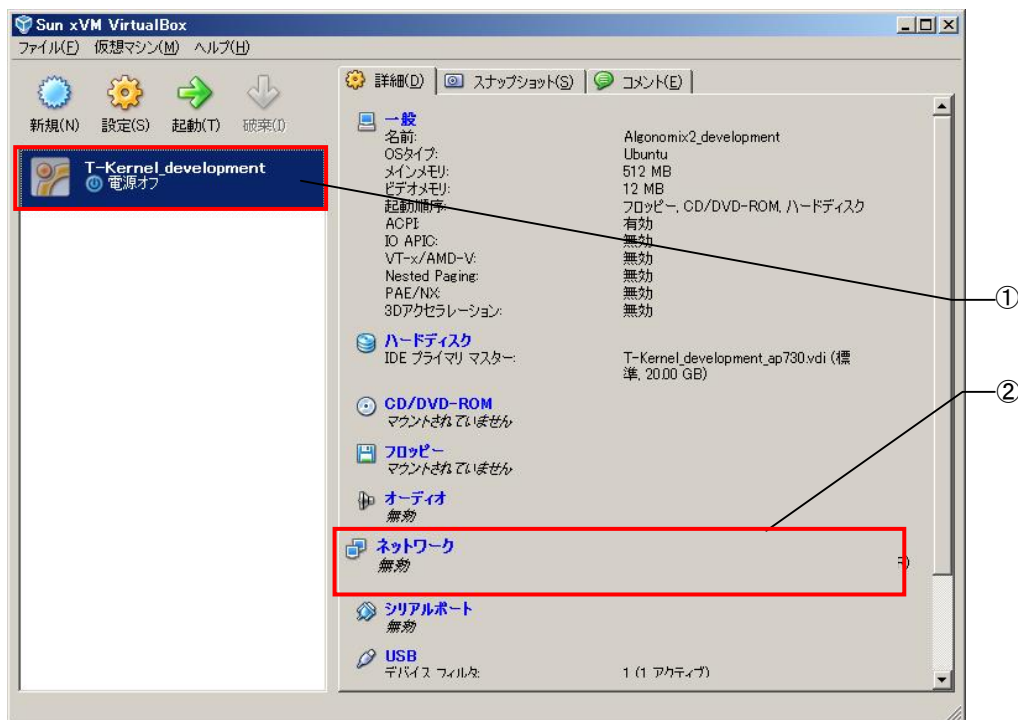 Sun xVM VirtualBox
ファイル(F) 仮想マシン(M) ヘルプ(H)
新規(N) 設定(S) 起動(T) 破棄(I)
T-Kernel_development
電源オフ
詳細(D) スナップショット(S) コメント(E)
一般
名前: Algonomix2_development
OSタイプ: Ubuntu
メインメモリ: 512 MB
ビデオメモリ: 12 MB
起動順序: フロッピー, CD/DVD-ROM, ハードディスク
ACPI: 有効
IO APIC: 無効
VT-x/AMD-V: 無効
Nested Paging: 無効
PAE/NX: 無効
3Dアクセラレーション: 無効
①
ハードディスク
IDE プライマリ マスター: T-Kernel_development_ap730.vdi (標
準, 20.00 GB)
②
CD/DVD-ROM
マウントされていません
フロッピー
マウントされていません
オーディオ
無効
ネットワーク
無効
シリアルポート
無効
USB
デバイス フィルタ: 1 (1 アクティブ)